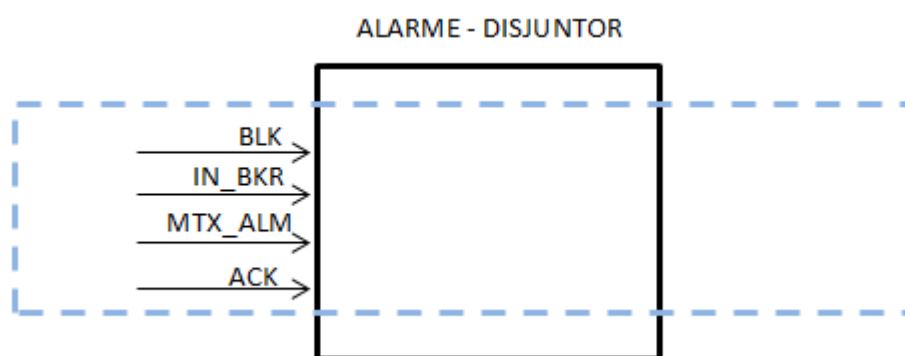 ALARME - DISJUNTOR
BLK
IN_BKR
MTX_ALM
ACK